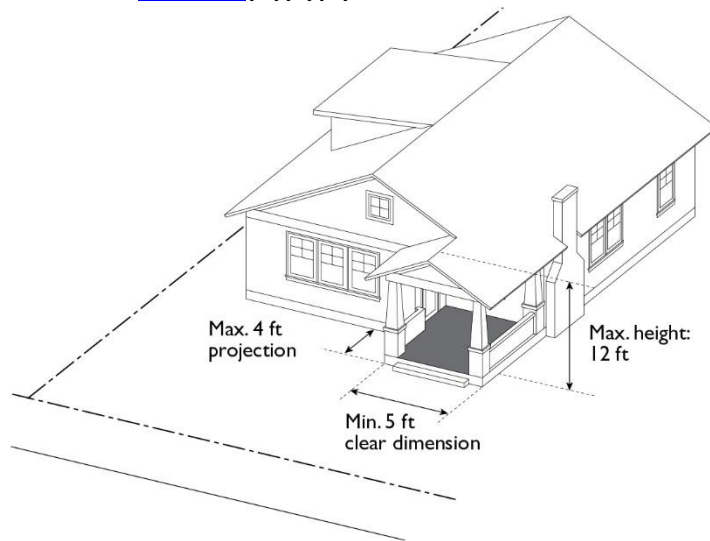 Max. 4 ft
projection
Max. height:
12 ft
Min. 5 ft
clear dimension